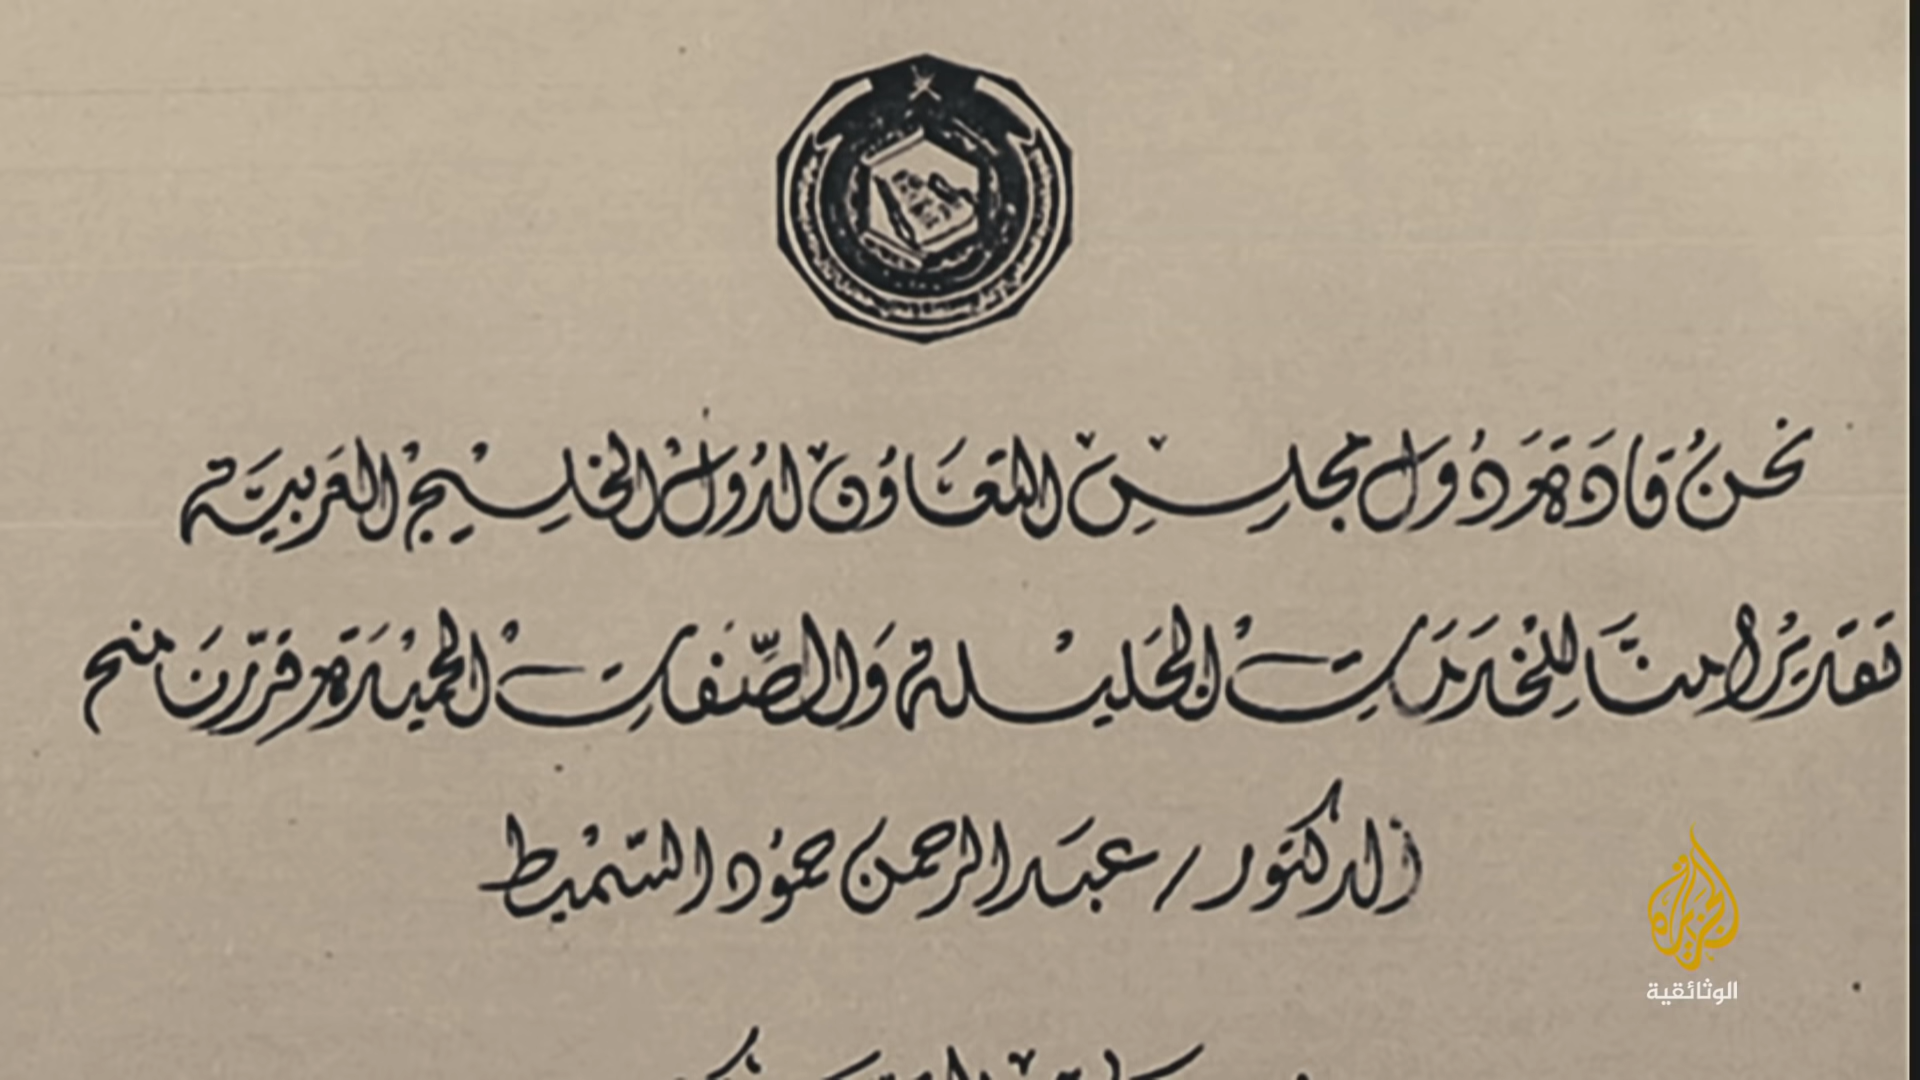 نحن قادة دول مجلس التعاون لدول الخليج العربية
تقديرا منا للخدمات الجليلة والصفات الحميدة قررنا منح
الدكتور / عبد الرحمن حمود السميط
الجزيرة
الوثائقية